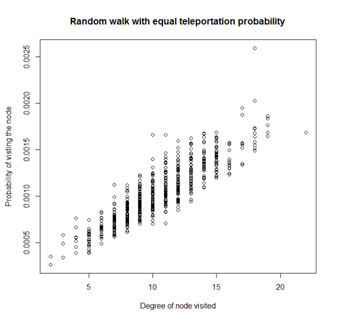 Random walk with equal teleportation probability
Probability of visting the node
0.0025
0.0020
0.0015
0.0010
0.0005
5 10 15 20
Degree of node visited